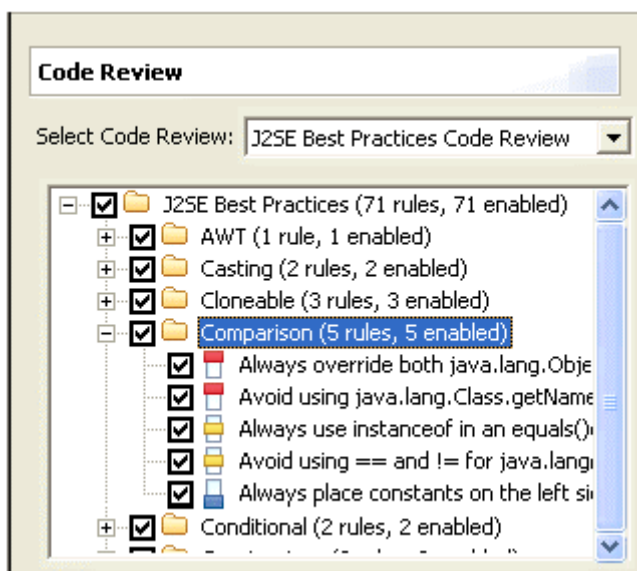 Code Review
Select Code Review: J2SE Best Practices Code Review
J2SE Best Practices (71 rules, 71 enabled)
AWT (1 rule, 1 enabled)
Casting (2 rules, 2 enabled)
Cloneable (3 rules, 3 enabled)
Comparison (5 rules, 5 enabled)
Always override both java.lang.Obje
Avoid using java.lang.Class.getName
Always use instanceof in an equals()
Avoid using == and != for java.lang
Always place constants on the left si
Conditional (2 rules, 2 enabled)